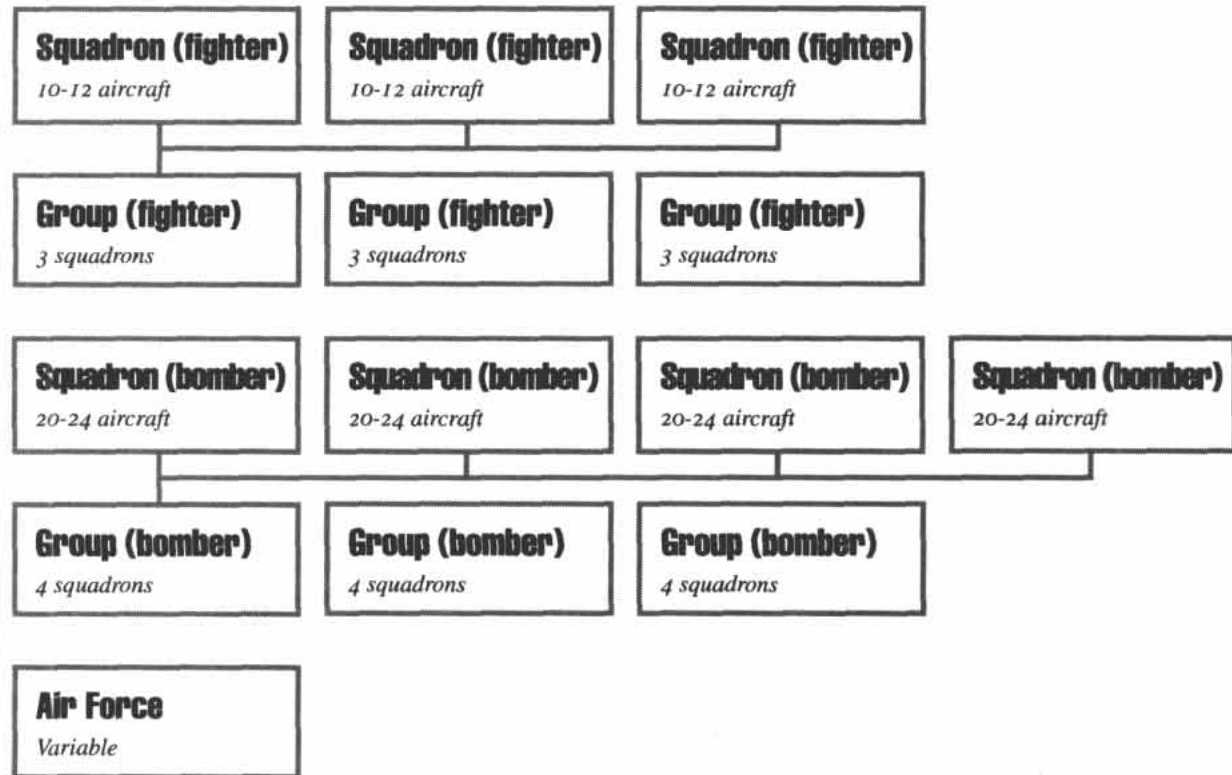 Squadron (fighter)
10-12 aircraft
Squadron (fighter)
10-12 aircraft
Squadron (fighter)
10-12 aircraft
Group (fighter)
3 squadrons
Group (fighter)
3 squadrons
Group (fighter)
3 squadrons
Squadron (bomber)
20-24 aircraft
Squadron (bomber)
20-24 aircraft
Squadron (bomber)
20-24 aircraft
Squadron (bomber)
20-24 aircraft
Group (bomber)
4 squadrons
Group (bomber)
4 squadrons
Group (bomber)
4 squadrons
Air Force
Variable